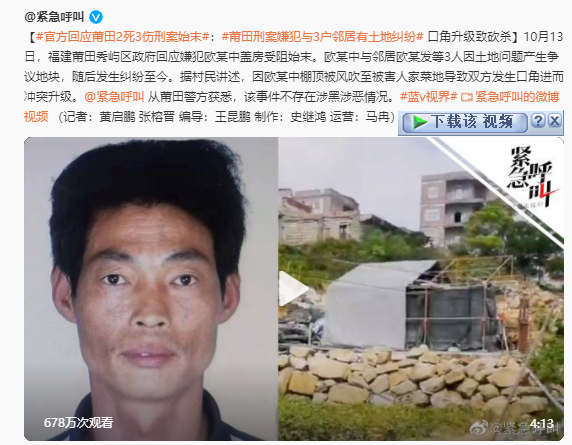 @紧急呼叫
【#官方回应莆田2死3伤刑案始末#：#莆田刑案嫌犯与3户邻居有土地纠纷# 口角升级致砍杀】10月13
日，福建莆田秀屿区政府回应嫌犯欧某中盖房受阻始末。欧某中与邻居欧某发等3人因土地问题产生争
议地块，随后发生纠纷至今。据村民讲述，因欧某中棚顶被风吹至被害人家菜地导致双方发生口角进而
冲突升级。@紧急呼叫 从莆田警方获悉，该事件不存在涉黑涉恶情况。#蓝v视界# 紧急呼叫的微博
视频 （记者：黄启鹏 张榕罾 编导：王昆鹏 制作：史继鸿 运营：马冉）
下载该 视频
? X
紧急呼叫
678万次观看
@紧急呼叫
4:13